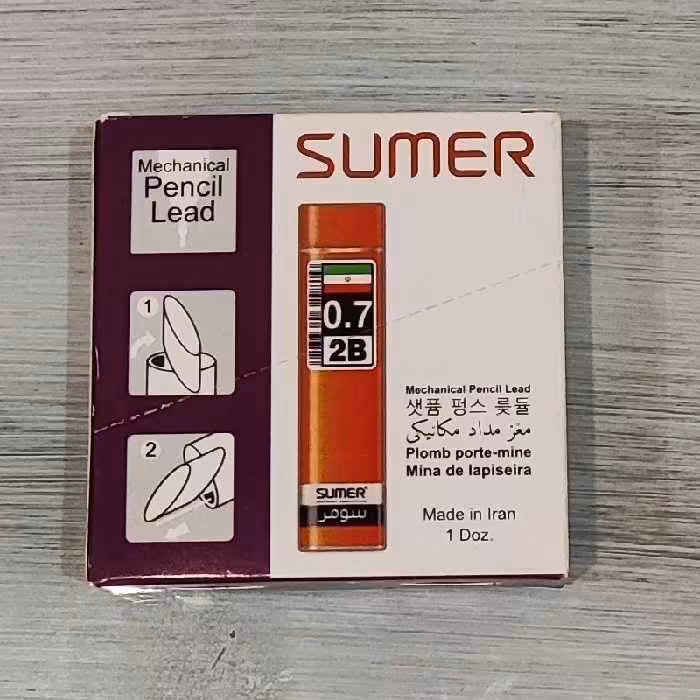 SUMER
Mechanical
Pencil
Lead
1
2
0.7
2B
SUMER
سومر
Mechanical Pencil Lead
샛퓸 펑스 륮듈
مغز مداد مکانیکی
Plomb porte-mine
Mina de lapiseira
Made in Iran
1 Doz.